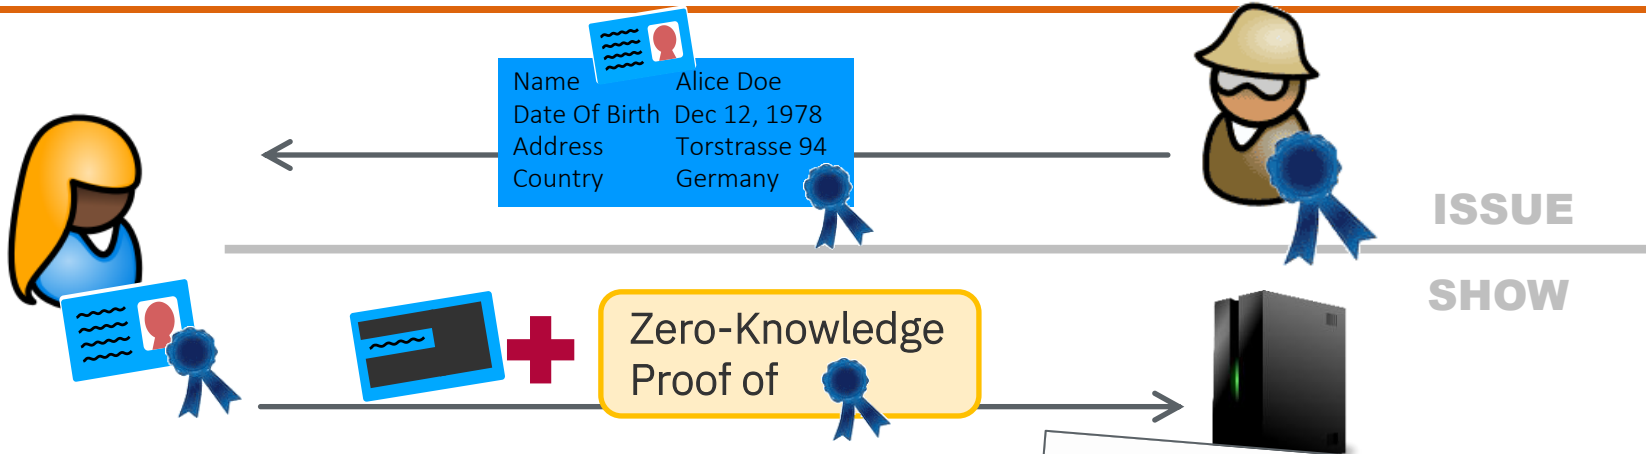 Name Alice Doe
Date Of Birth Dec 12, 1978
Address Torstrasse 94
Country Germany
ISSUE
SHOW
Zero-Knowledge
Proof of